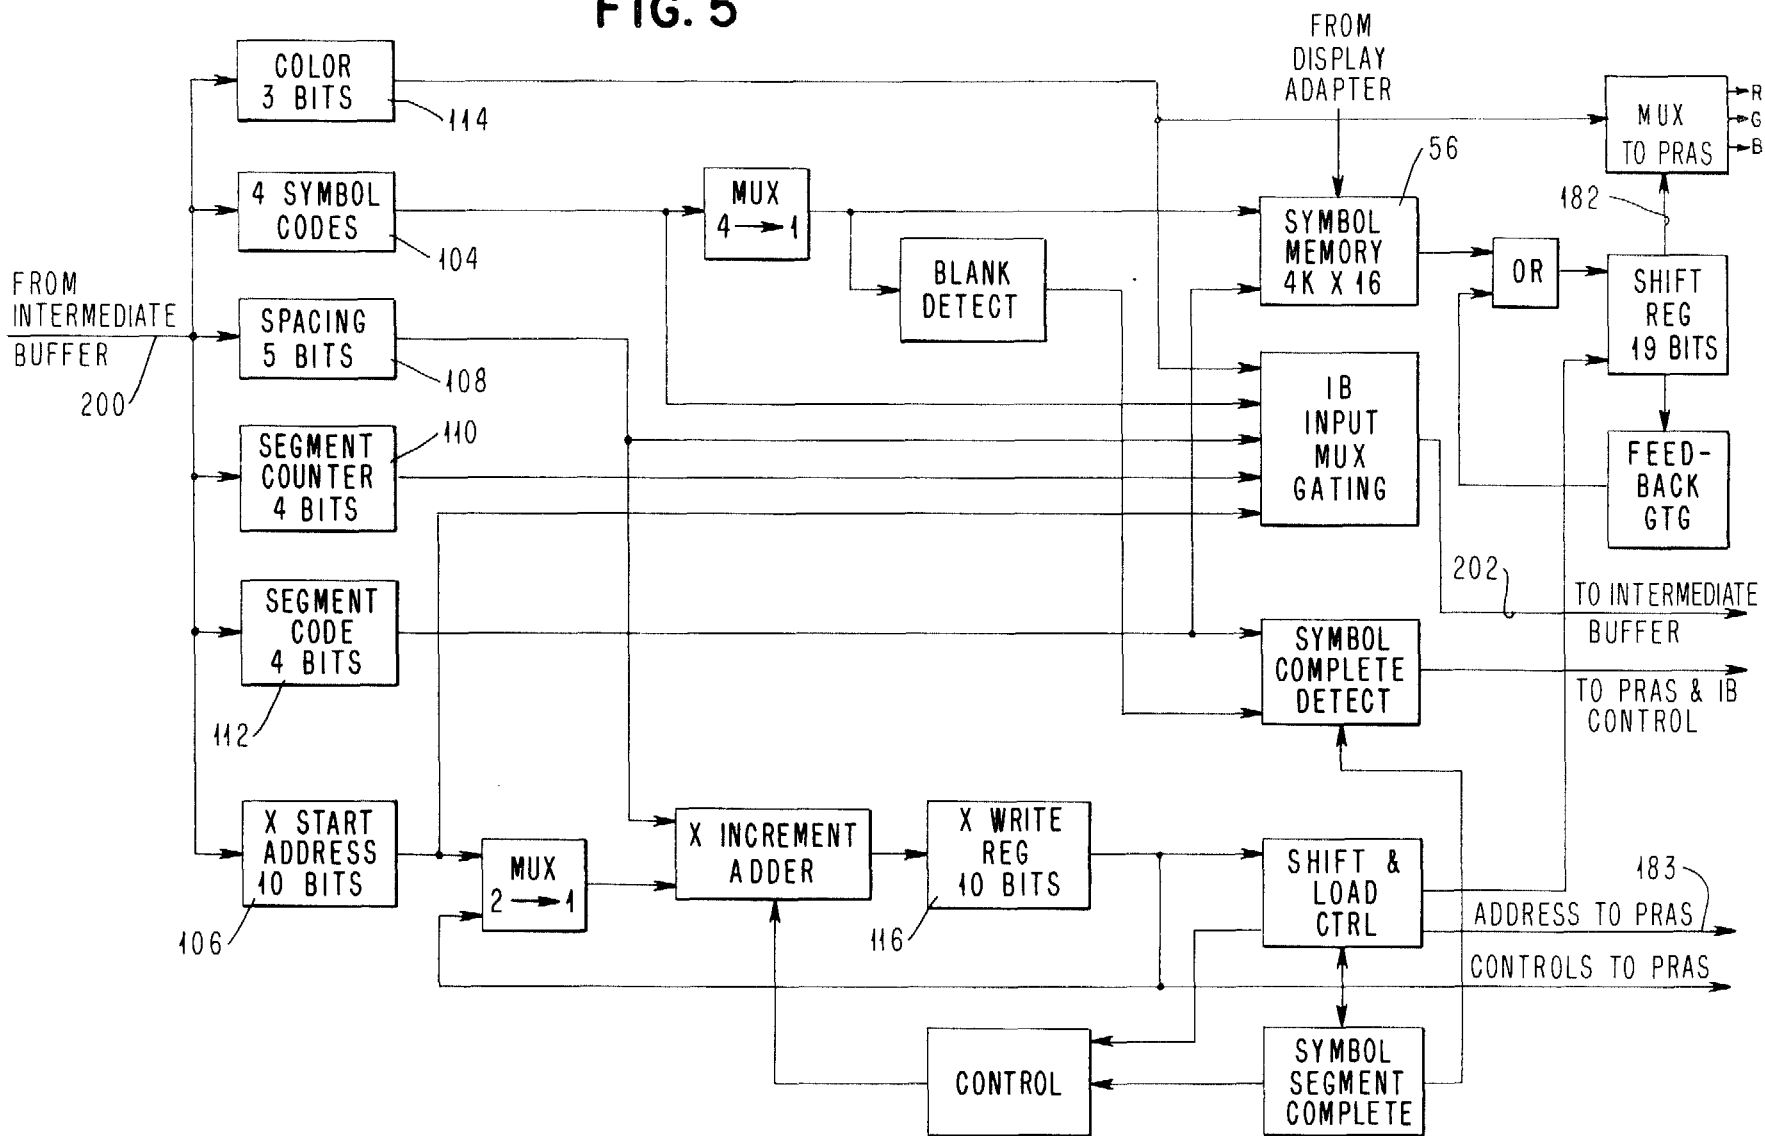 FIG. 5
FROM
DISPLAY
ADAPTER
COLOR
3 BITS
114
MUX
TO PRAS
R
G
B
4 SYMBOL
CODES
104
MUX
4 → 1
BLANK
DETECT
56
SYMBOL
MEMORY
4K X 16
OR
182
SHIFT
REG
19 BITS
FROM
INTERMEDIATE
BUFFER
200
SPACING
5 BITS
108
IB
INPUT
MUX
GATING
FEED-
BACK
GTG
SEGMENT
COUNTER
4 BITS
110
202
TO INTERMEDIATE
BUFFER
SEGMENT
CODE
4 BITS
112
SYMBOL
COMPLETE
DETECT
TO PRAS & IB
CONTROL
X START
ADDRESS
10 BITS
106
MUX
2 → 1
X INCREMENT
ADDER
X WRITE
REG
10 BITS
116
SHIFT &
LOAD
CTRL
183
ADDRESS TO PRAS
CONTROLS TO PRAS
CONTROL
SYMBOL
SEGMENT
COMPLETE